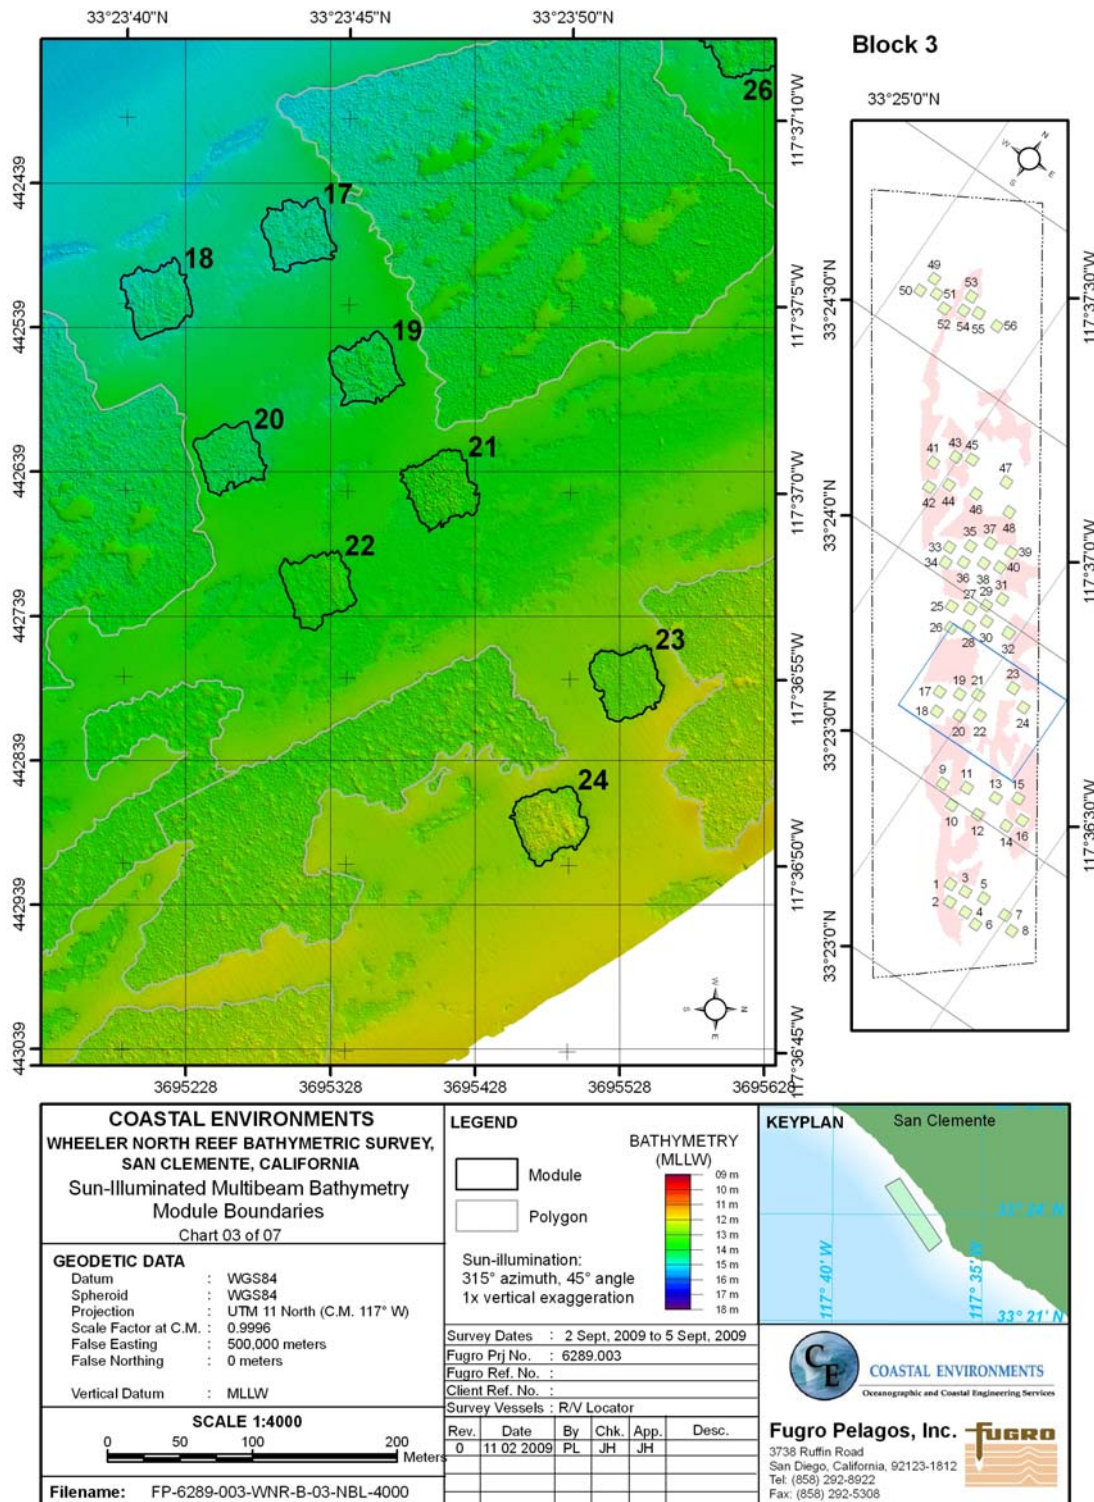 33°23'40"N
33°23'45"N
33°23'50"N
Block 3
33°25'0"N
26
117°37'10"W
442439
17
18
117°37'5"W
442539
19
20
21
442639
117°37'0"W
22
442739
23
117°36'55"W
442839
24
117°36'50"W
442939
W
S
N
E
443039
117°36'45"W
3695228
3695328
3695428
3695528
3695628
N
W
E
S
33°24'30"N
117°37'30"W
33°24'0"N
117°37'0"W
33°23'30"N
117°36'30"W
33°23'0"N
49
50
51
53
52
54
55
56
41
43
45
47
42
44
46
48
33
35
37
39
34
36
38
40
25
27
29
31
26
28
30
32
17
19
21
23
18
20
22
24
9
11
13
15
10
12
14
16
1
3
5
7
2
4
6
8
COASTAL ENVIRONMENTS
WHEELER NORTH REEF BATHYMETRIC SURVEY,
SAN CLEMENTE, CALIFORNIA
Sun-Illuminated Multibeam Bathymetry
Module Boundaries
Chart 03 of 07
GEODETIC DATA
Datum : WGS84
Spheroid : WGS84
Projection : UTM 11 North (C.M. 117° W)
Scale Factor at C.M. : 0.9996
False Easting : 500,000 meters
False Northing : 0 meters
Vertical Datum : MLLW
SCALE 1:4000
0 50 100 200
Meters
Filename: FP-6289-003-WNR-B-03-NBL-4000
LEGEND
Module
Polygon
Sun-illumination:
315° azimuth, 45° angle
1x vertical exaggeration
BATHYMETRY
(MLLW)
09 m
10 m
11 m
12 m
13 m
14 m
15 m
16 m
17 m
18 m
Survey Dates : 2 Sept, 2009 to 5 Sept, 2009
Fugro Prj No. : 6289.003
Fugro Ref. No. :
Client Ref. No. :
Survey Vessels : R/V Locator
Rev. Date By Chk. App. Desc.
0 11 02 2009 PL JH JH
KEYPLAN
San Clemente
33° 24' N
117° 40' W
117° 35' W
33° 21' N
CE
COASTAL ENVIRONMENTS
Oceanographic and Coastal Engineering Services
Fugro Pelagos, Inc.
3738 Ruffin Road
San Diego, California, 92123-1812
Tel: (858) 292-8922
Fax: (858) 292-5308
FUGRO